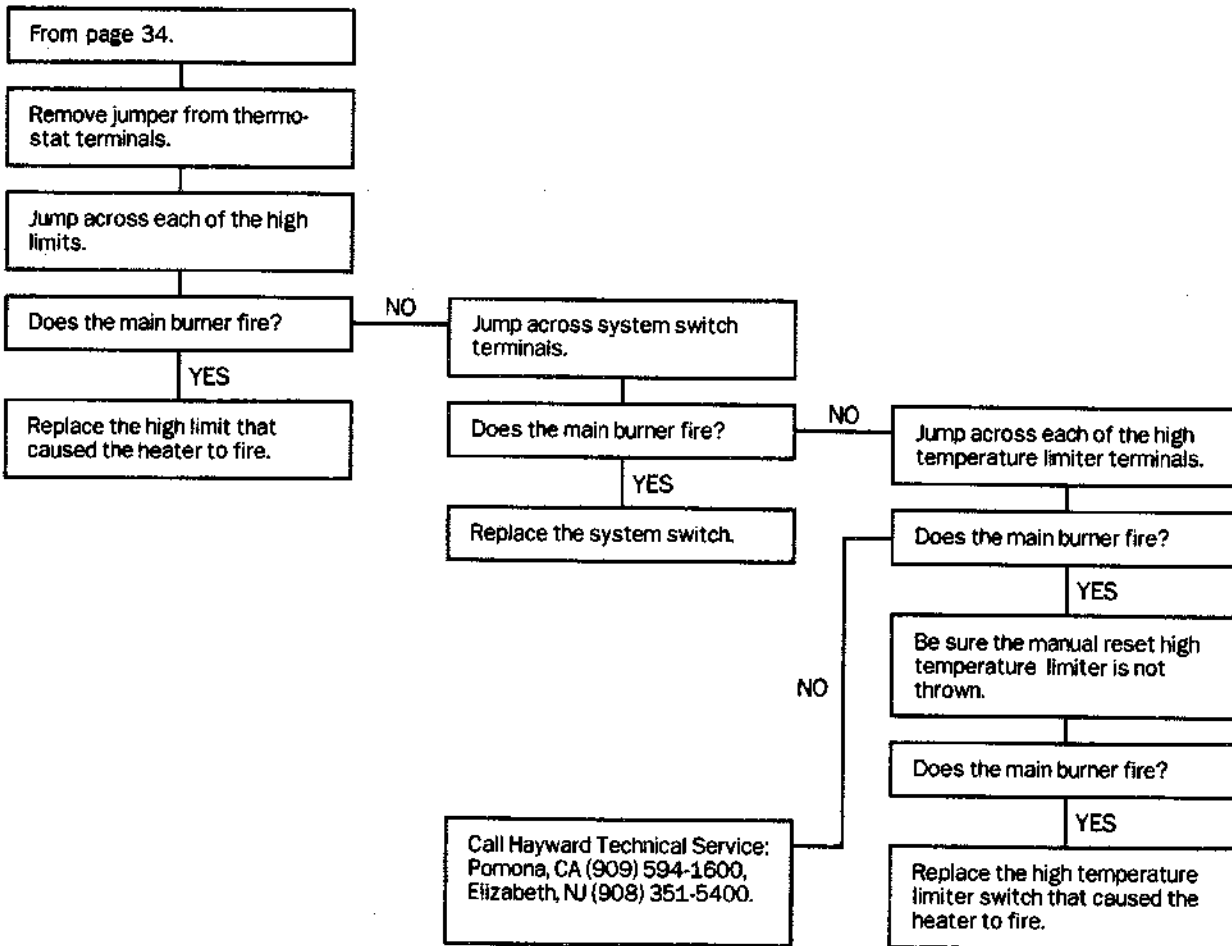 From page 34.
Remove jumper from thermo-
stat terminals.
Jump across each of the high
limits.
Does the main burner fire?
NO
YES
Replace the high limit that
caused the heater to fire.
Jump across system switch
terminals.
Does the main burner fire?
NO
YES
Replace the system switch.
Jump across each of the high
temperature limiter terminals.
Does the main burner fire?
YES
NO
Be sure the manual reset high
temperature limiter is not
thrown.
Does the main burner fire?
YES
Replace the high temperature
limiter switch that caused the
heater to fire.
Call Hayward Technical Service:
Pomona, CA (909) 594-1600,
Elizabeth, NJ (908) 351-5400.